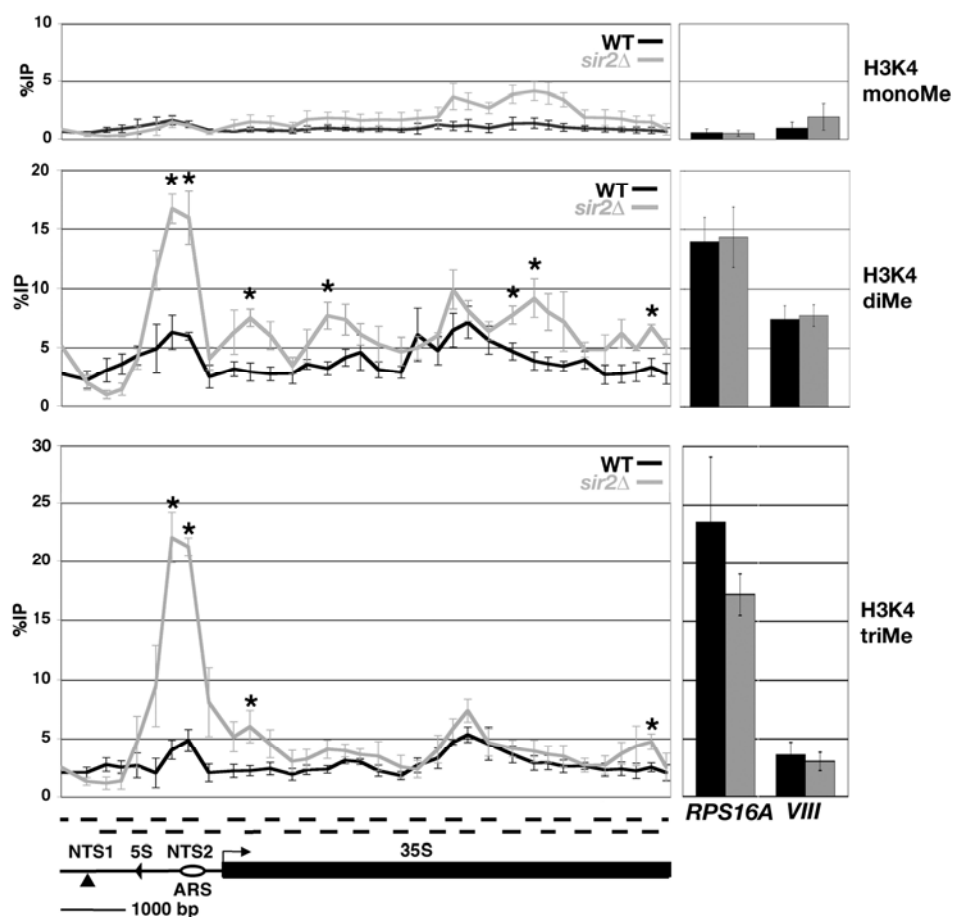 10
5
0
%IP
WT
sir2Δ
H3K4
monoMe
20
15
10
5
0
%IP
* *
*
*
*
*
*
WT
sir2Δ
H3K4
diMe
30
25
20
15
10
5
0
%IP
*
*
*
*
WT
sir2Δ
H3K4
triMe
RPS16A VIII
NTS1 5S NTS2 35S
ARS
1000 bp